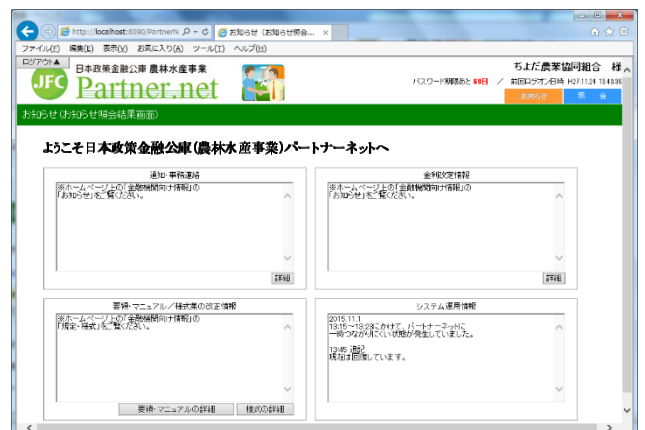 http://localhost:8090/PartnerN
お知らせ (お知らせ照会...
ファイル(F) 編集(E) 表示(V) お気に入り(A) ツール(T) ヘルプ(H)
ログアウト▲
JFC
日本政策金融公庫 農林水産事業
Partner.net
ちよだ農業協同組合 様
パスワード期限あと 69日 / 前回ログオン日時 H27.11.24
お知らせ 照 会
お知らせ (お知らせ照会結果画面)
ようこそ日本政策金融公庫(農林水産事業)パートナーネットへ
通知・事務連絡
※ホームページ上の「金融機関向け情報」の
「お知らせ」をご覧ください。
詳細
金利改定情報
※ホームページ上の「金融機関向け情報」の
「お知らせ」をご覧ください。
詳細
要領・マニュアル/様式集の改正情報
※ホームページ上の「金融機関向け情報」の
「規定・様式」をご覧ください。
要領・マニュアルの詳細 様式の詳細
システム運用情報
2015.11.1
13:15~13:23にかけて、パートナーネットに
一時つながりにくい状態が発生していました。
13:45 追記
現在は回復しています。